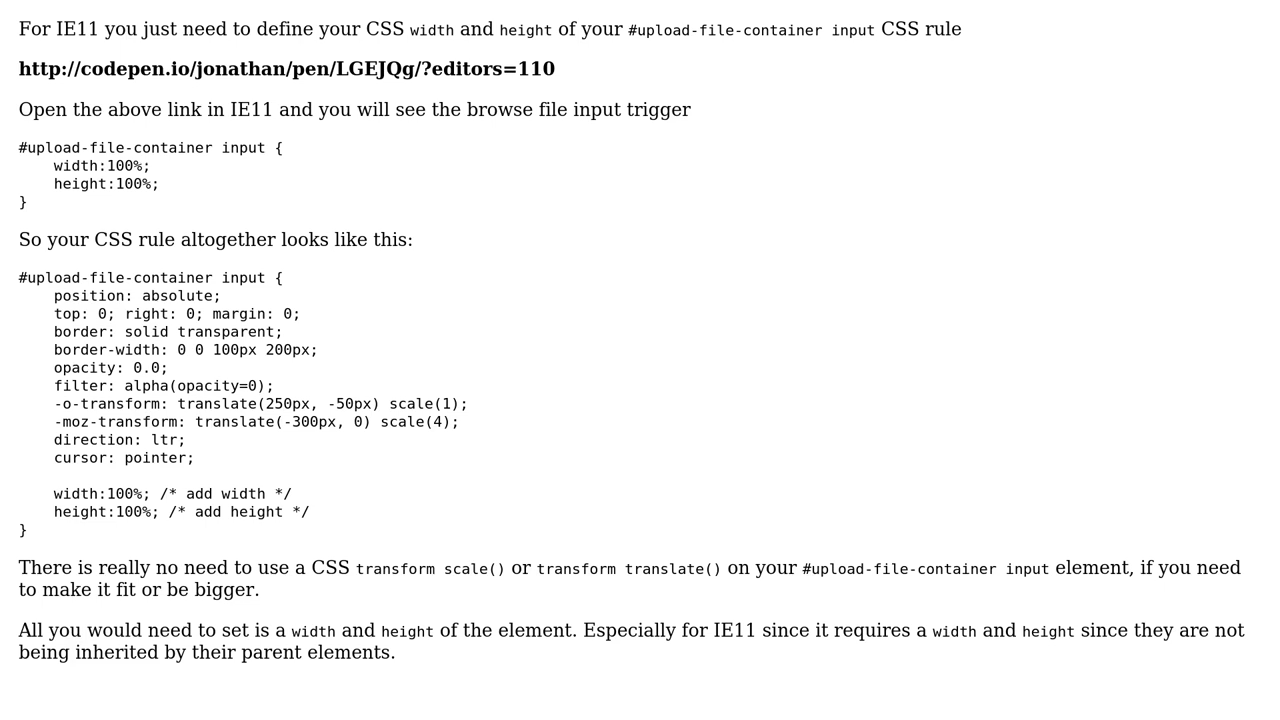 For IE11 you just need to define your CSS width and height of your #upload-file-container input CSS rule
http://codepen.io/jonathan/pen/LGEJQg/?editors=110
Open the above link in IE11 and you will see the browse file input trigger
#upload-file-container input {
    width:100%;
    height:100%;
}
So your CSS rule altogether looks like this:
#upload-file-container input {
    position: absolute;
    top: 0; right: 0; margin: 0;
    border: solid transparent;
    border-width: 0 0 100px 200px;
    opacity: 0.0;
    filter: alpha(opacity=0);
    -o-transform: translate(250px, -50px) scale(1);
    -moz-transform: translate(-300px, 0) scale(4);
    direction: ltr;
    cursor: pointer;

    width:100%; /* add width */
    height:100%; /* add height */
}
There is really no need to use a CSS transform scale() or transform translate() on your #upload-file-container input element, if you need
to make it fit or be bigger.
All you would need to set is a width and height of the element. Especially for IE11 since it requires a width and height since they are not
being inherited by their parent elements.